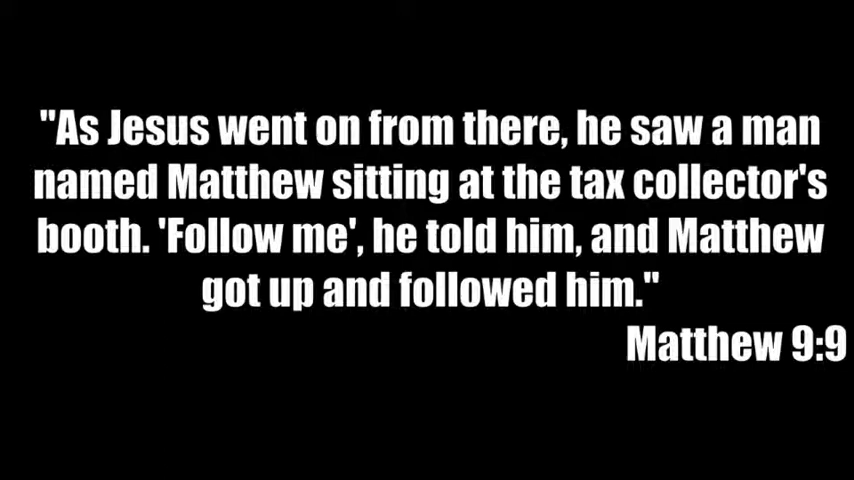 "As Jesus went on from there, he saw a man
named Matthew sitting at the tax collector's
booth. 'Follow me', he told him, and Matthew
got up and followed him."
Matthew 9:9